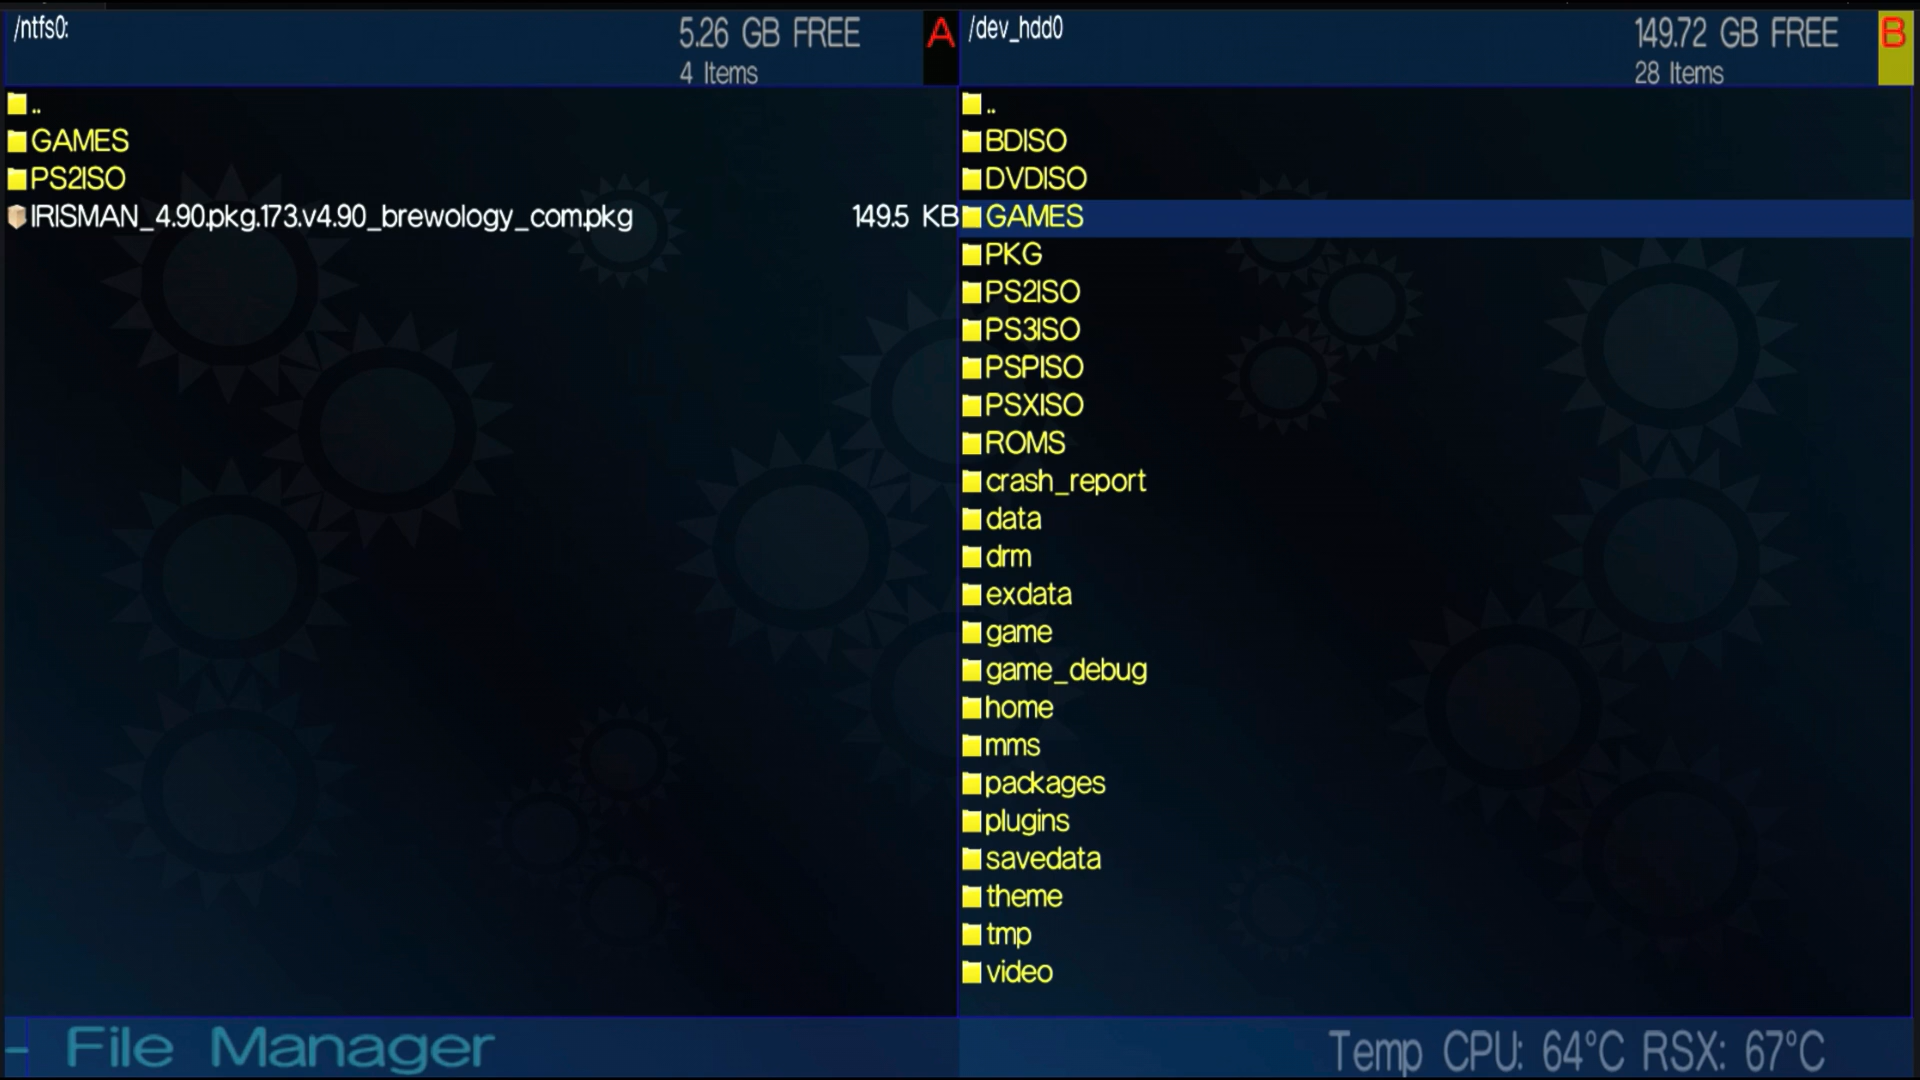 /ntfs0:
5.26 GB FREE
4 Items
A
..
GAMES
PS2ISO
IRISMAN_4.90.pkg.173.v4.90_brewology_com.pkg 149.5 KB
/dev_hdd0
149.72 GB FREE
28 Items
B
..
BDISO
DVDISO
GAMES
PKG
PS2ISO
PS3ISO
PSPISO
PSXISO
ROMS
crash_report
data
drm
exdata
game
game_debug
home
mms
packages
plugins
savedata
theme
tmp
video
- File Manager
Temp CPU: 64°C RSX: 67°C